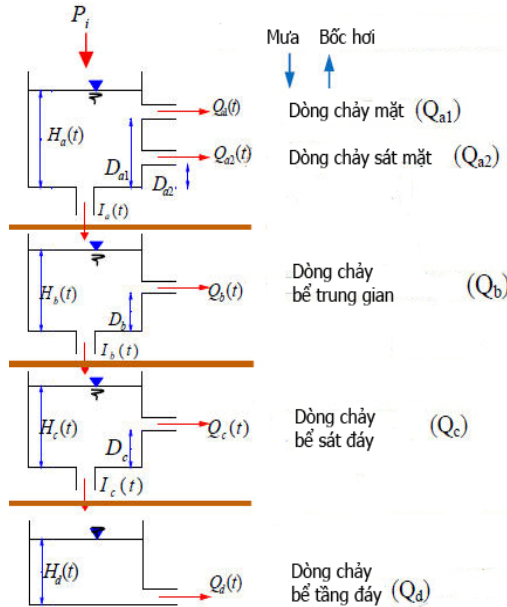 P_i
Mưa Bốc hơi
H_a(t)
Q_a(t)
Dòng chảy mặt (Q_a1)
D_a1
Q_a2(t)
Dòng chảy sát mặt (Q_a2)
D_a2
I_a(t)
H_b(t)
Q_b(t)
D_b
Dòng chảy
bể trung gian (Q_b)
I_b(t)
H_c(t)
Q_c(t)
D_c
Dòng chảy
bể sát đáy (Q_c)
I_c(t)
H_d(t)
Q_d(t)
Dòng chảy
bể tầng đáy (Q_d)